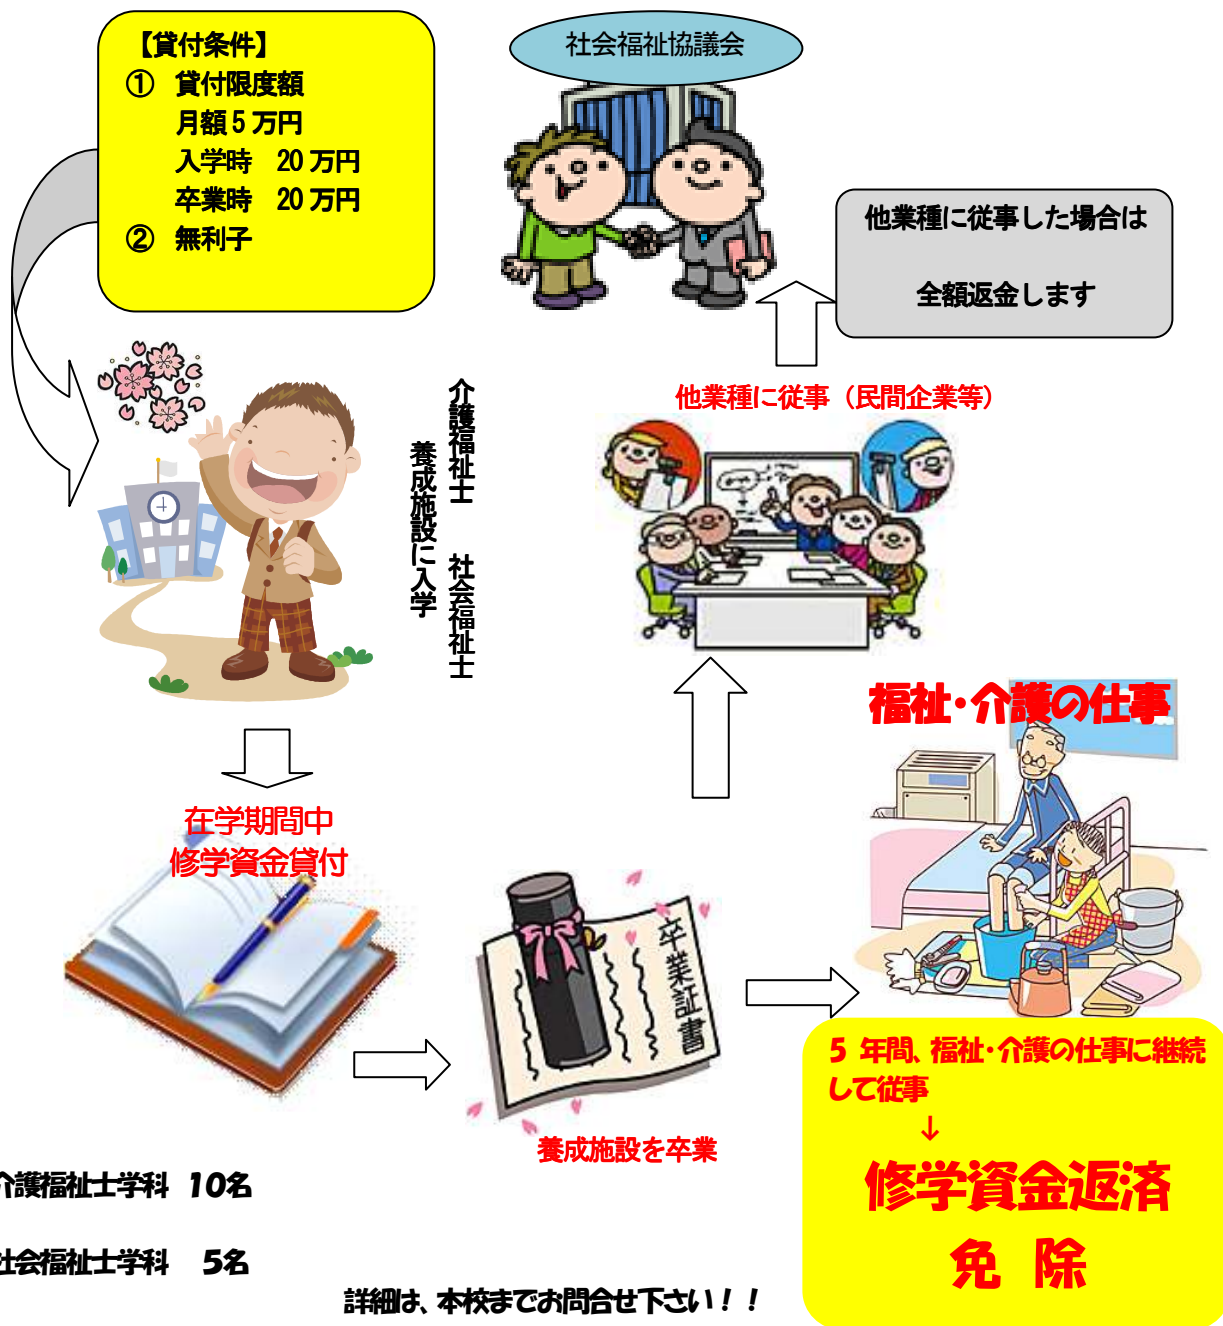 【貸付条件】
① 貸付限度額
月額5万円
入学時 20万円
卒業時 20万円
② 無利子
社会福祉協議会
他業種に従事した場合は
全額返金します
他業種に従事（民間企業等）
介護福祉士 社会福祉士
養成施設に入学
福祉・介護の仕事
在学期間中
修学資金貸付
卒業証書
養成施設を卒業
5 年間、福祉・介護の仕事に継続
して従事
↓
修学資金返済
免 除
介護福祉士学科 10名
社会福祉士学科 5名
詳細は、本校までお問合せ下さい！！